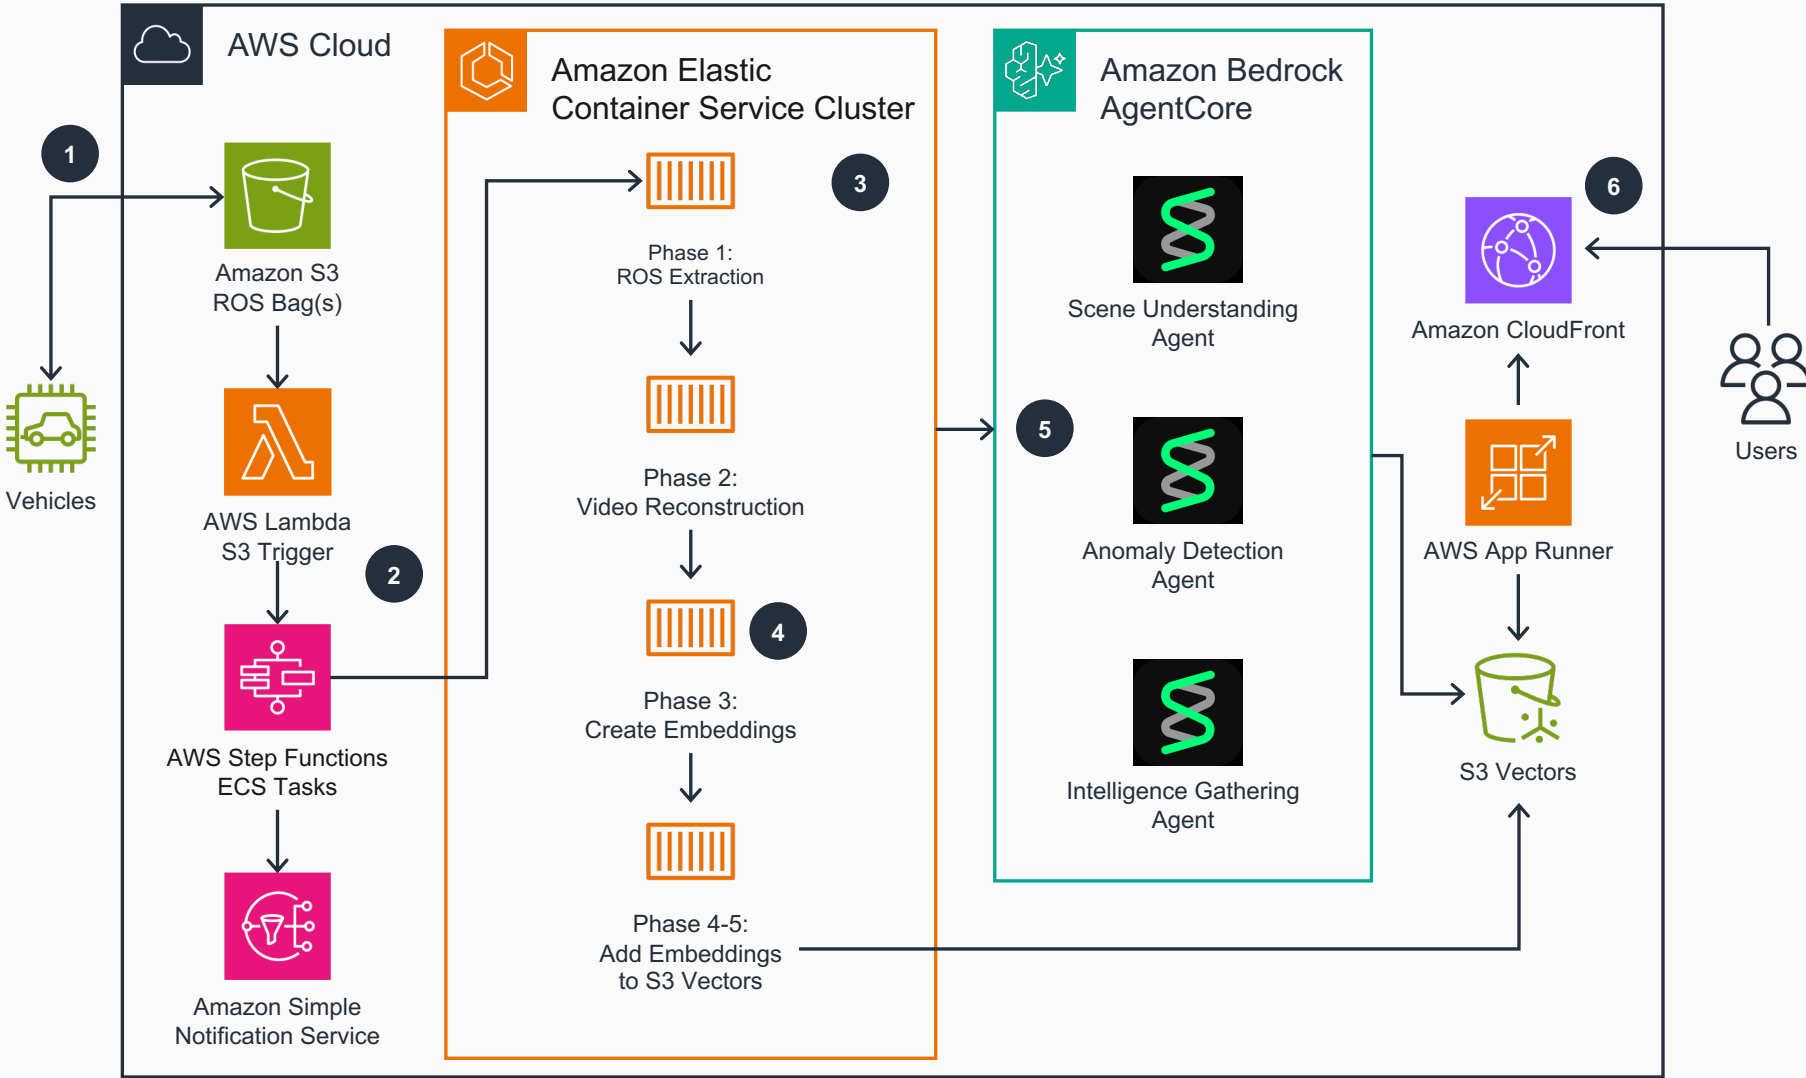 AWS Cloud
1
Amazon S3
ROS Bag(s)
Vehicles
AWS Lambda
S3 Trigger
2
AWS Step Functions
ECS Tasks
Amazon Simple
Notification Service
Amazon Elastic
Container Service Cluster
3
Phase 1:
ROS Extraction
Phase 2:
Video Reconstruction
4
Phase 3:
Create Embeddings
Phase 4-5:
Add Embeddings
to S3 Vectors
Amazon Bedrock
AgentCore
Scene Understanding
Agent
5
Anomaly Detection
Agent
Intelligence Gathering
Agent
6
Amazon CloudFront
Users
AWS App Runner
S3 Vectors